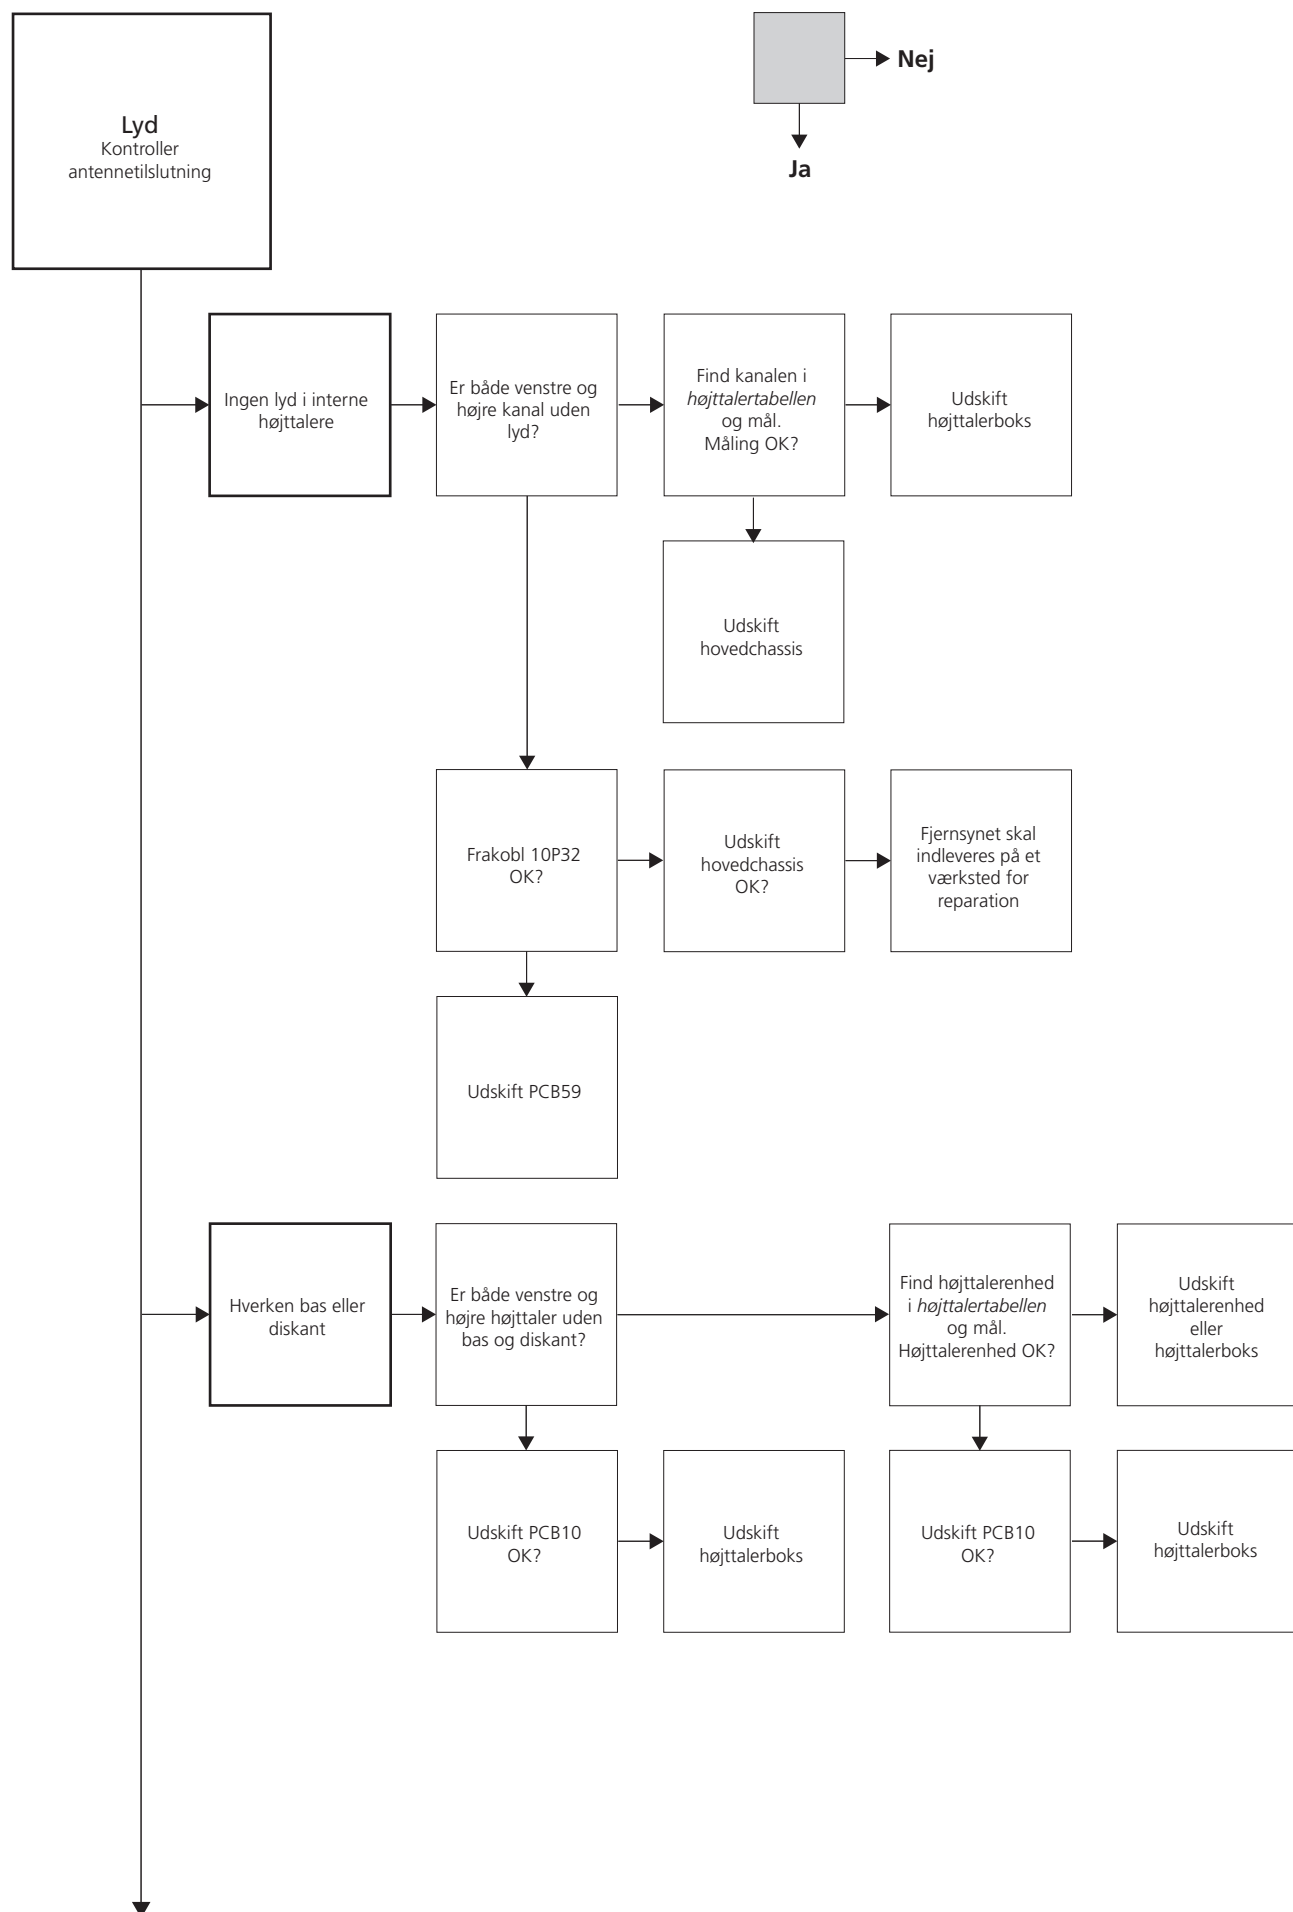 Lyd
Kontroller
antennetilslutning
Nej
Ja
Ingen lyd i interne
højttalere
Er både venstre og
højre kanal uden
lyd?
Find kanalen i
højttalertabellen
og mål.
Måling OK?
Udskift
højttalerboks
Udskift
hovedchassis
Frakobl 10P32
OK?
Udskift
hovedchassis
OK?
Fjernsynet skal
indleveres på et
værksted for
reparation
Udskift PCB59
Hverken bas eller
diskant
Er både venstre og
højre højttaler uden
bas og diskant?
Find højttalerenhed
i højttalertabellen
og mål.
Højttalerenhed OK?
Udskift
højttalerenhed
eller
højttalerboks
Udskift PCB10
OK?
Udskift
højttalerboks
Udskift PCB10
OK?
Udskift
højttalerboks